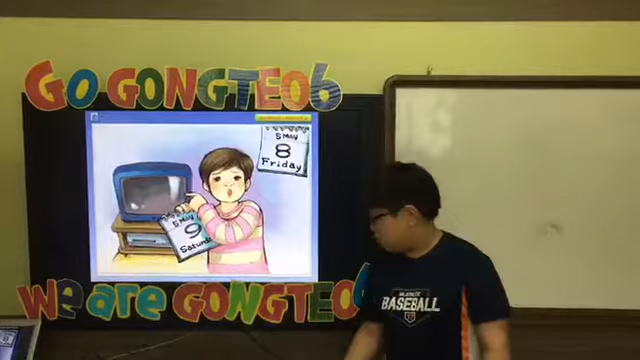 GO GONGTEO6
5 May
8
Friday
5 May
9
Saturday
We are GONGTEO6
BASEBALL